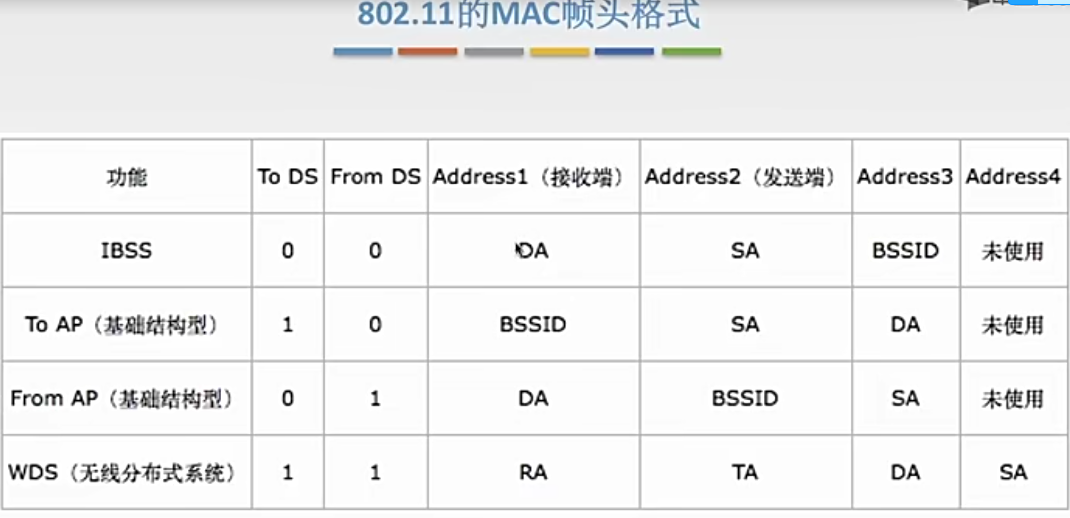 802.11的MAC帧头格式
功能 To DS From DS Address1（接收端） Address2（发送端） Address3 Address4
IBSS 0 0 DA SA BSSID 未使用
To AP（基础结构型） 1 0 BSSID SA DA 未使用
From AP（基础结构型） 0 1 DA BSSID SA 未使用
WDS（无线分布式系统） 1 1 RA TA DA SA